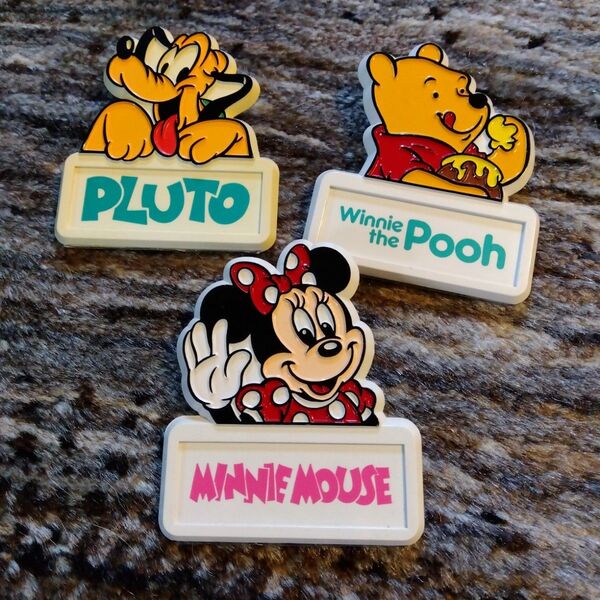 PLUTO
Winnie
the Pooh
MINNIE MOUSE